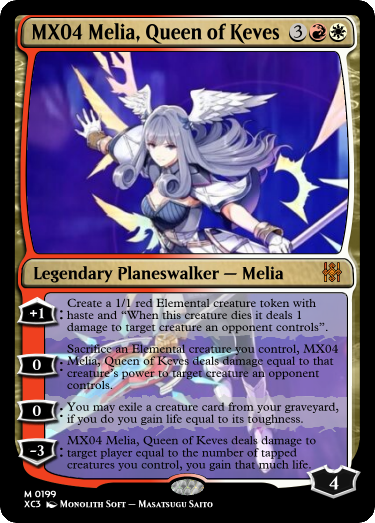 MX04 Melia, Queen of Keves 3
Legendary Planeswalker — Melia
+1: Create a 1/1 red Elemental creature token with
haste and “When this creature dies it deals 1
damage to target creature an opponent controls”.
Sacrifice an Elemental creature you control, MX04
0: Melia, Queen of Keves deals damage equal to that
creature's power to target creature an opponent
controls.
0: You may exile a creature card from your graveyard,
if you do you gain life equal to its toughness.
MX04 Melia, Queen of Keves deals damage to
-3: target player equal to the number of tapped
creatures you control, you gain that much life.
4
M 0199
XC3 Monolith Soft — Masatsugu Saito